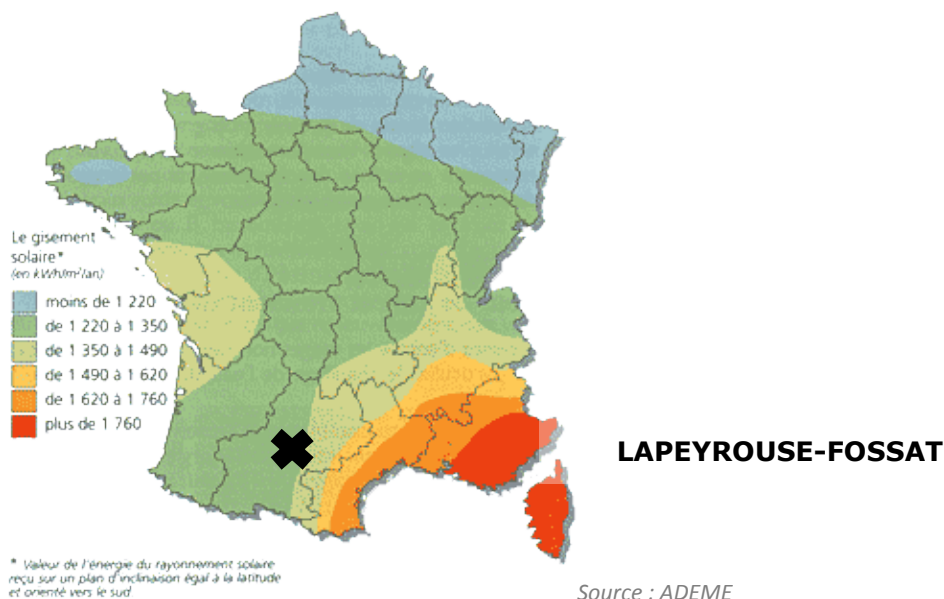 Le gisement
solaire*
(en kWh/m²/an)
moins de 1 220
de 1 220 à 1 350
de 1 350 à 1 490
de 1 490 à 1 620
de 1 620 à 1 760
plus de 1 760
LAPEYROUSE-FOSSAT
* Valeur de l'énergie du rayonnement solaire
reçu sur un plan d'inclinaison égal à la latitude
et orienté vers le sud
Source : ADEME